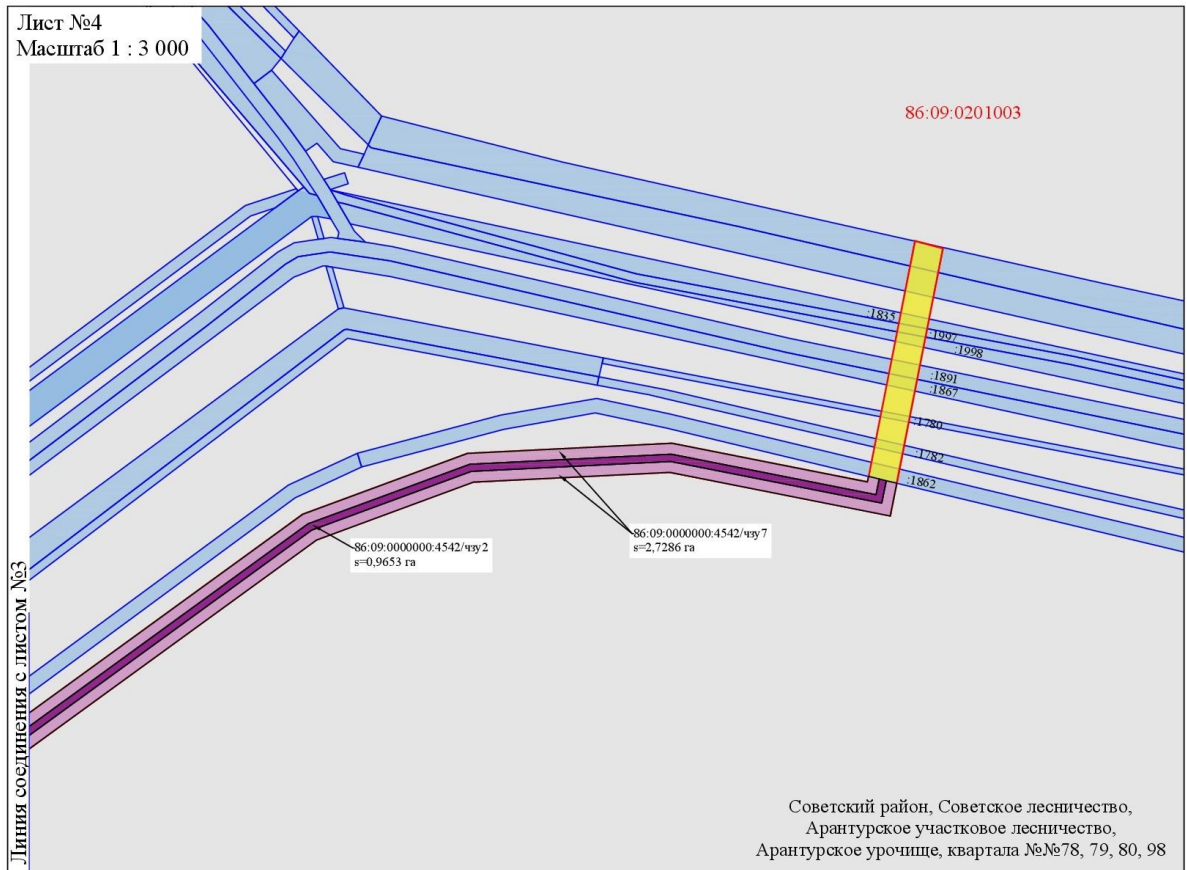 Лист №4
Масштаб 1 : 3 000
86:09:0201003
:1835
:1997
:1998
:1891
:1867
:1780
:1782
:1862
86:09:0000000:4542/чзу2
s=0,9653 га
86:09:0000000:4542/чзу7
s=2,7286 га
Линия соединения с листом №3
Советский район, Советское лесничество,
Арантурское участковое лесничество,
Арантурское урочище, квартала №№78, 79, 80, 98